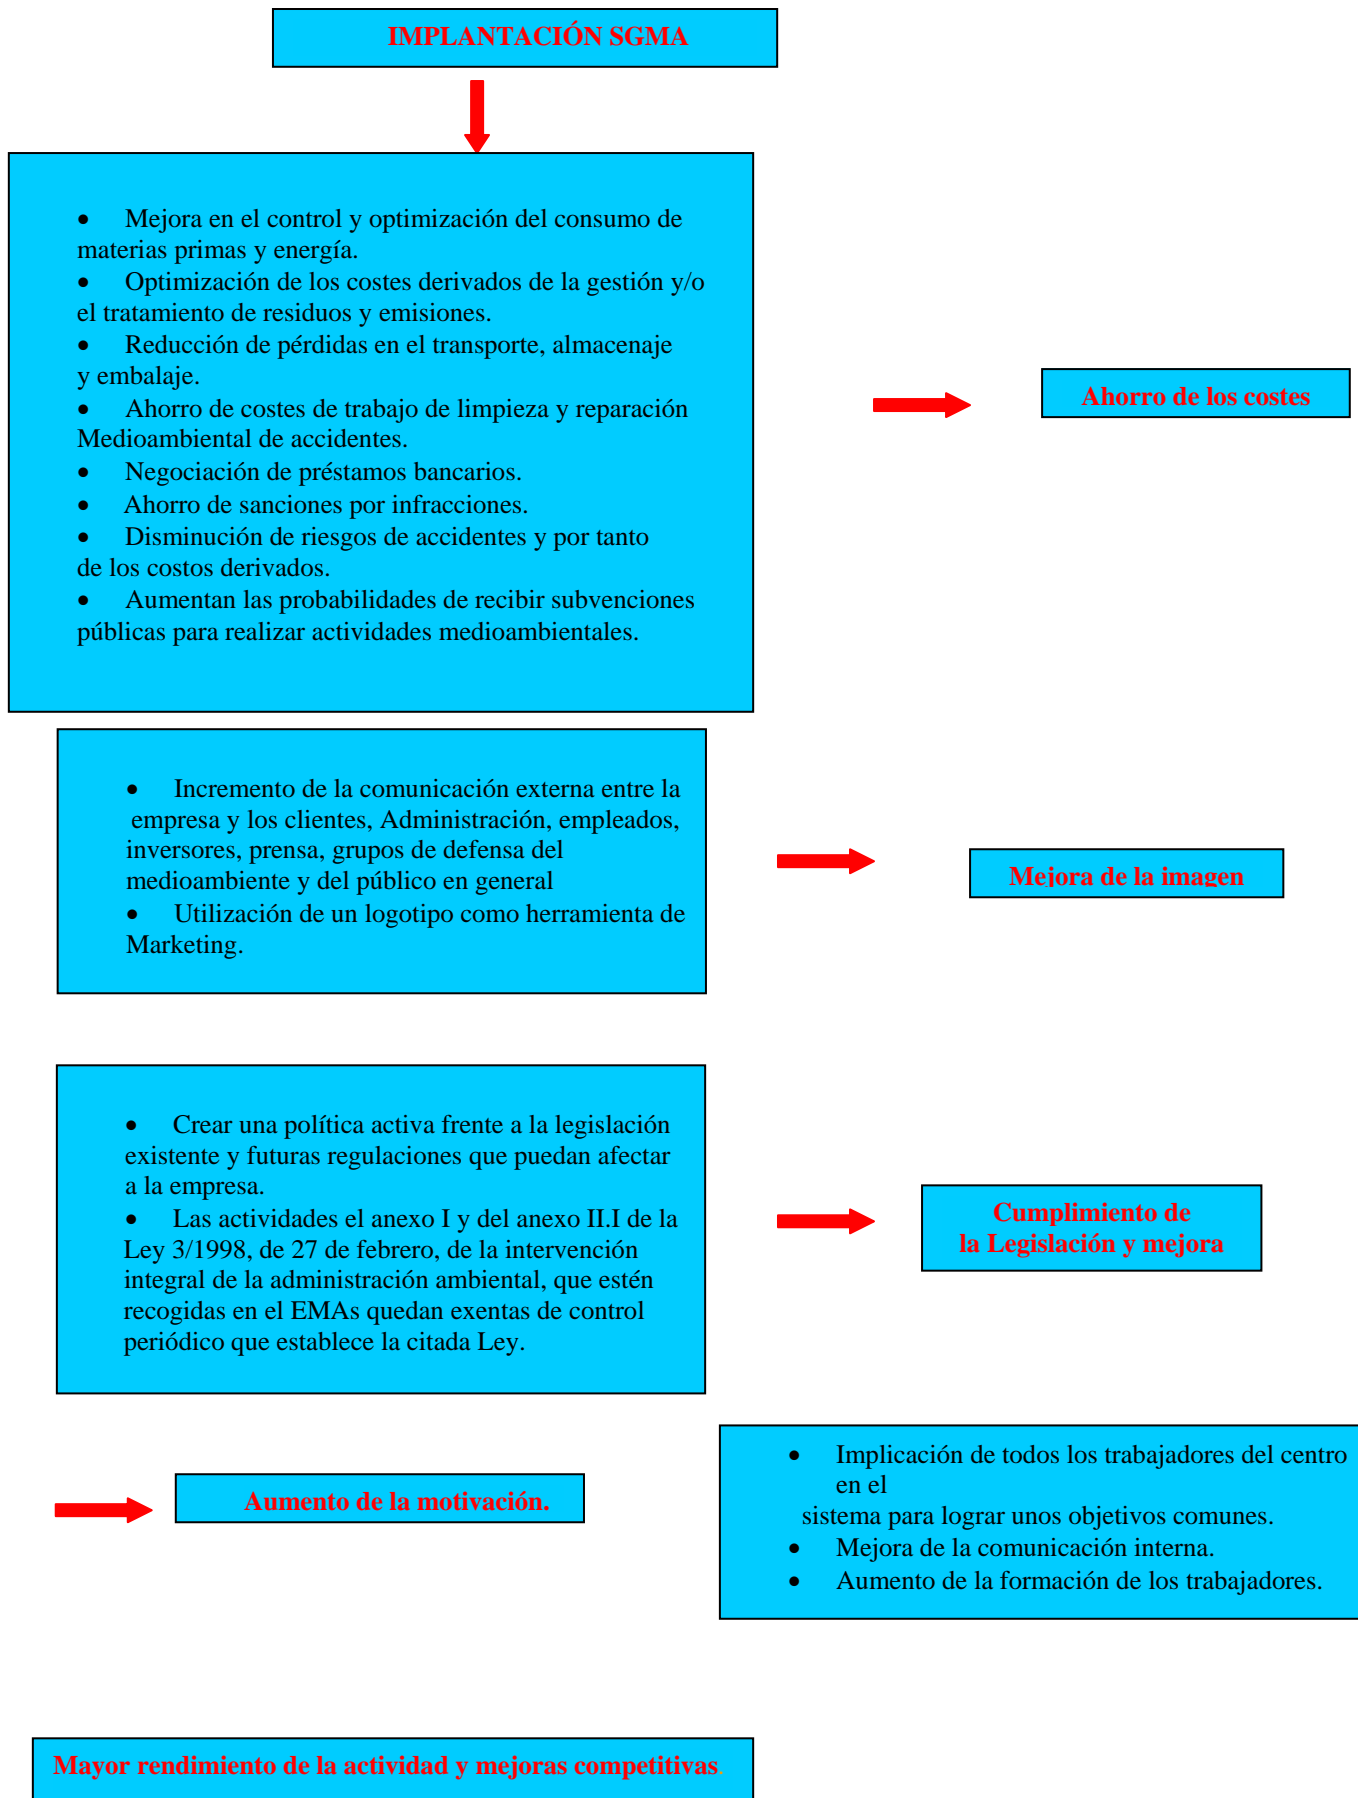 IMPLANTACIÓN SGMA
• Mejora en el control y optimización del consumo de
materias primas y energía.
• Optimización de los costes derivados de la gestión y/o
el tratamiento de residuos y emisiones.
• Reducción de pérdidas en el transporte, almacenaje
y embalaje.
• Ahorro de costes de trabajo de limpieza y reparación
Medioambiental de accidentes.
• Negociación de préstamos bancarios.
• Ahorro de sanciones por infracciones.
• Disminución de riesgos de accidentes y por tanto
de los costos derivados.
• Aumentan las probabilidades de recibir subvenciones
públicas para realizar actividades medioambientales.
Ahorro de los costes
• Incremento de la comunicación externa entre la
empresa y los clientes, Administración, empleados,
inversores, prensa, grupos de defensa del
medioambiente y del público en general
• Utilización de un logotipo como herramienta de
Marketing.
Mejora de la imagen
• Crear una política activa frente a la legislación
existente y futuras regulaciones que puedan afectar
a la empresa.
• Las actividades el anexo I y del anexo II.I de la
Ley 3/1998, de 27 de febrero, de la intervención
integral de la administración ambiental, que estén
recogidas en el EMAs quedan exentas de control
periódico que establece la citada Ley.
Cumplimiento de
la Legislación y mejora
Aumento de la motivación.
• Implicación de todos los trabajadores del centro
en el
sistema para lograr unos objetivos comunes.
• Mejora de la comunicación interna.
• Aumento de la formación de los trabajadores.
Mayor rendimiento de la actividad y mejoras competitivas.